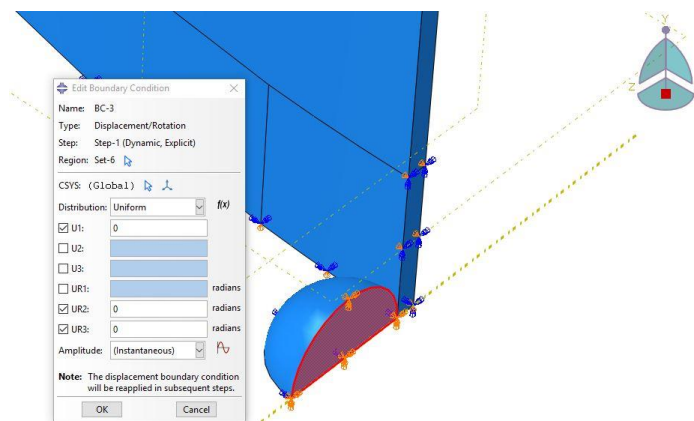 Edit Boundary Condition
Name: BC-3
Type: Displacement/Rotation
Step: Step-1 (Dynamic, Explicit)
Region: Set-6
CSYS: (Global)
Distribution: Uniform f(x)
U1: 0
U2:
U3:
UR1: radians
UR2: 0 radians
UR3: 0 radians
Amplitude: (Instantaneous)
Note: The displacement boundary condition
will be reapplied in subsequent steps.
OK Cancel
Y
Z